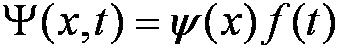 Ψ(x,t) = ψ(x) f(t)